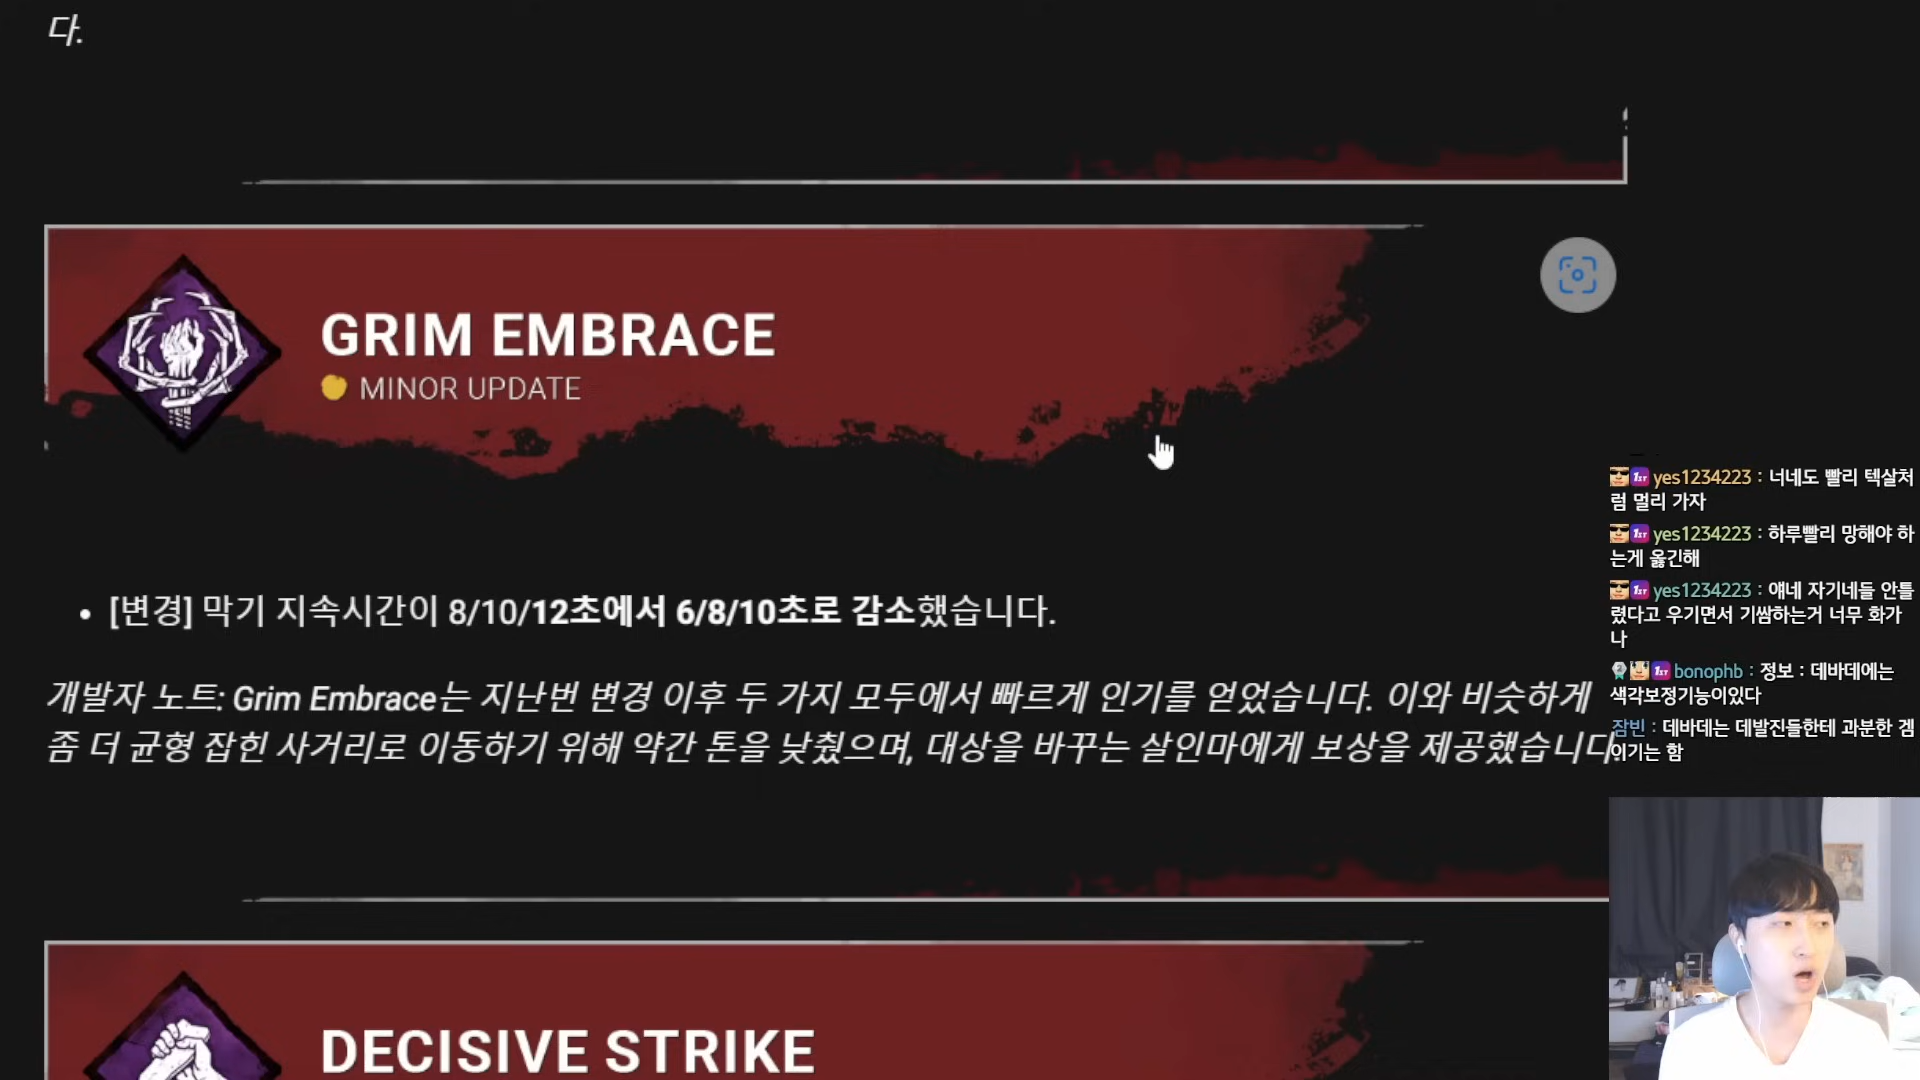 다.
GRIM EMBRACE
MINOR UPDATE
• [변경] 막기 지속시간이 8/10/12초에서 6/8/10초로 감소했습니다.
개발자 노트: Grim Embrace는 지난번 변경 이후 두 가지 모두에서 빠르게 인기를 얻었습니다. 이와 비슷하게
좀 더 균형 잡힌 사거리로 이동하기 위해 약간 톤을 낮췄으며, 대상을 바꾸는 살인마에게 보상을 제공했습니다.
DECISIVE STRIKE
yes1234223 : 너네도 빨리 텍살처
럼 멀리 가자
yes1234223 : 하루빨리 망해야 하
는게 옳긴해
yes1234223 : 얘네 자기네들 안틀
렸다고 우기면서 기쌈하는거 너무 화가
나
bonophb : 정보 : 데바데에는
색각보정기능이있다
잠빈 : 데바데는 데발진들한테 과분한 겜
이기는 함